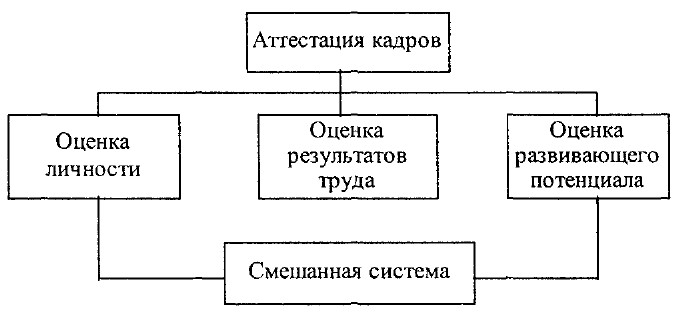 Аттестация кадров
Оценка
личности
Оценка
результатов
труда
Оценка
развивающего
потенциала
Смешанная система